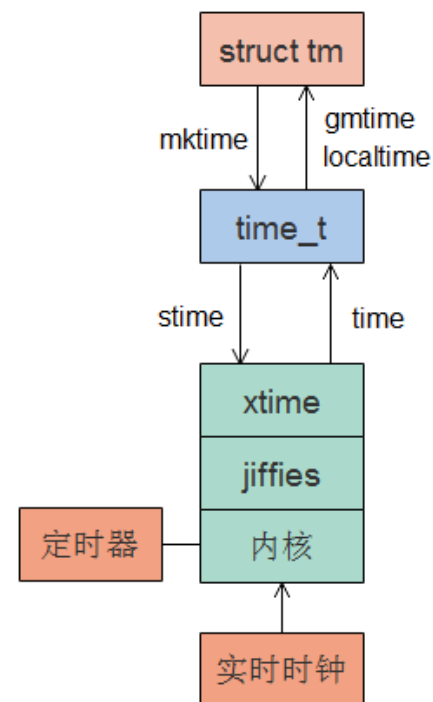 struct tm
mktime
gmtime
localtime
time_t
stime
time
xtime
jiffies
定时器
内核
实时时钟